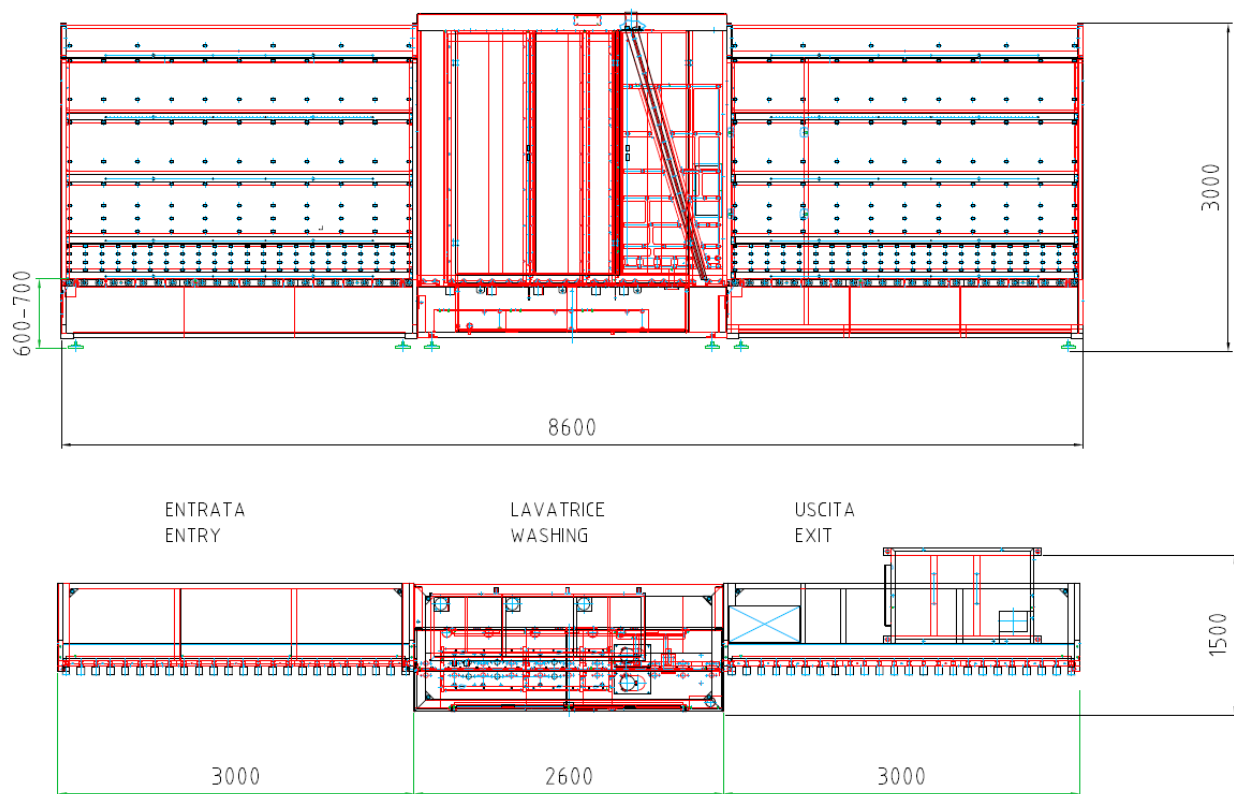 3000
600-700
8600
ENTRATA
ENTRY
LAVATRICE
WASHING
USCITA
EXIT
1500
3000
2600
3000